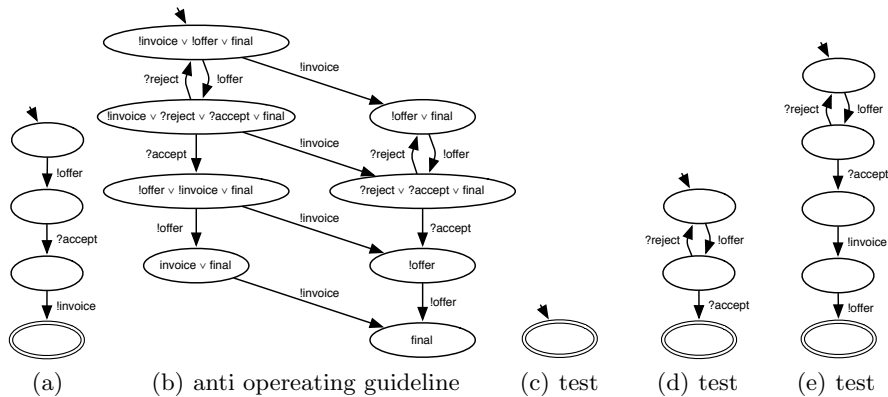 !invoice ∨ !offer ∨ final
?reject
!offer
!invoice
!invoice ∨ ?reject ∨ ?accept ∨ final
!offer ∨ final
?accept
!invoice
?reject
!offer
!offer ∨ !invoice ∨ final
?reject ∨ ?accept ∨ final
!offer
!invoice
?accept
invoice ∨ final
!offer
!invoice
!offer
final
!offer
?accept
!invoice
?reject
!offer
?accept
?reject
!offer
?accept
!invoice
!offer
(a)
(b) anti opereating guideline
(c) test
(d) test
(e) test